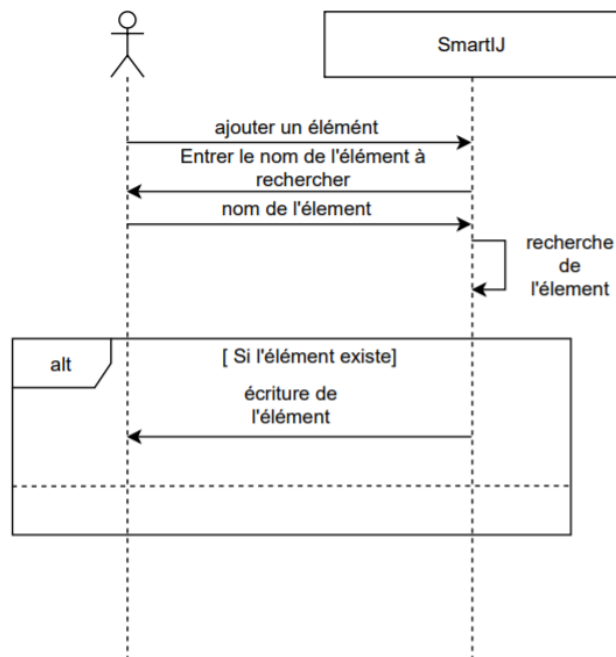 SmartIJ
ajouter un élémént
Entrer le nom de l'élément à
rechercher
nom de l'élement
recherche
de
l'élement
alt
[ Si l'élément existe]
écriture de
l'élément